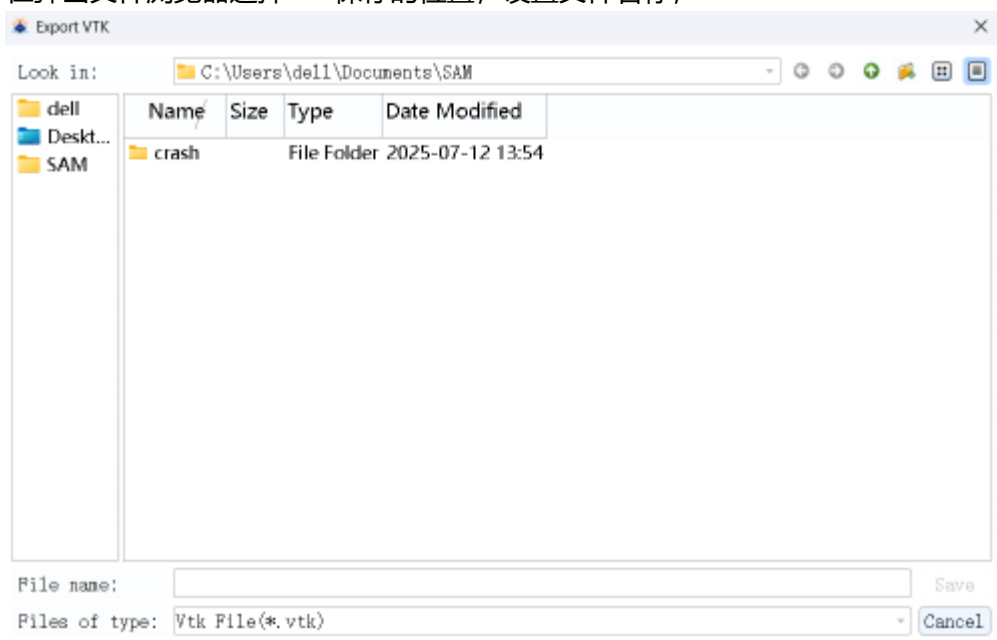 Export VTK
Look in: C:\Users\dell\Documents\SAM
dell
Deskt...
SAM
Name Size Type Date Modified
crash File Folder 2025-07-12 13:54
File name: Save
Files of type: Vtk File(*.vtk) Cancel